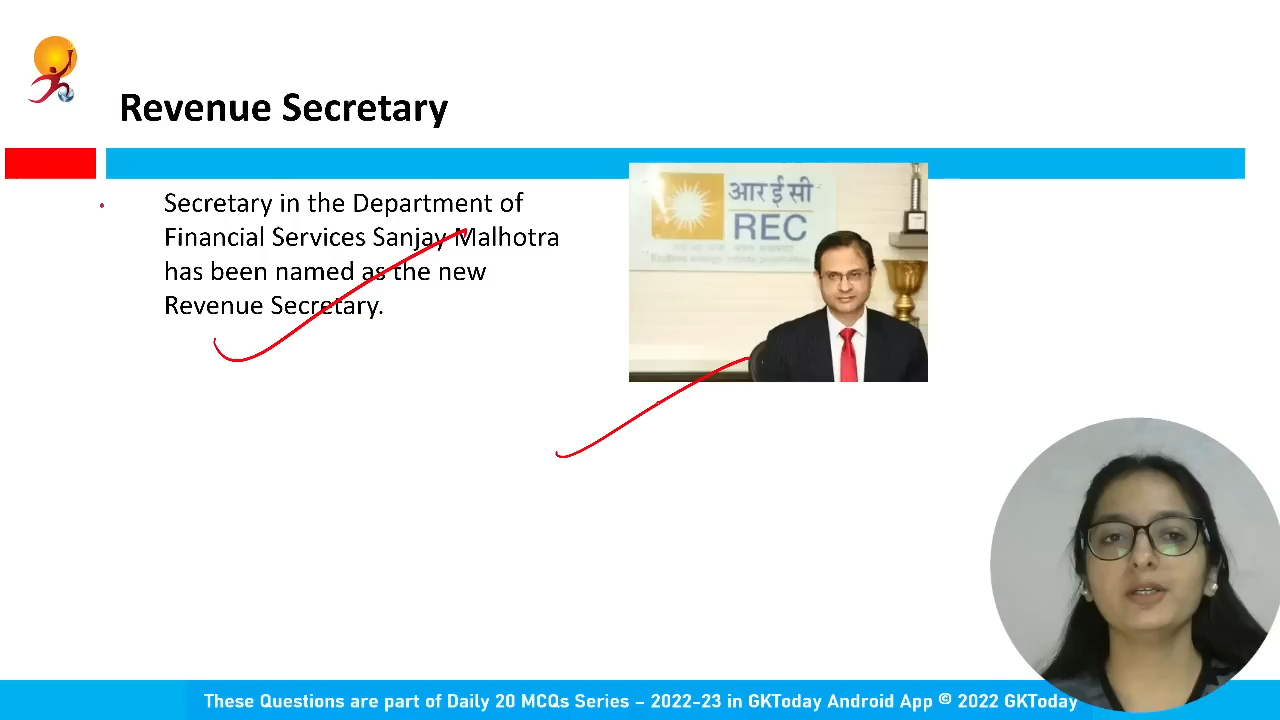 Revenue Secretary
Secretary in the Department of
Financial Services Sanjay Malhotra
has been named as the new
Revenue Secretary.
आर ई सी
REC
These Questions are part of Daily 20 MCQs Series – 2022-23 in GKToday Android App © 2022 GKToday